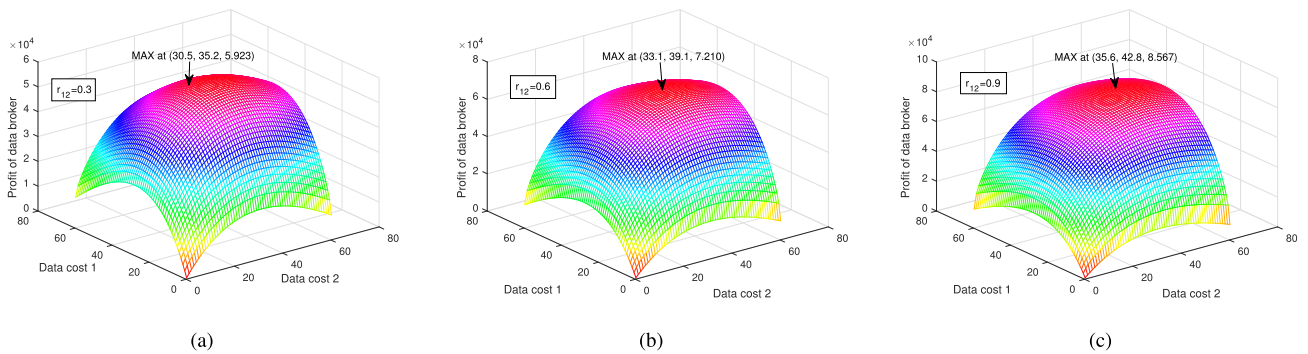 ×10⁴
6
5
4
3
2
1
0
Profit of data broker
MAX at (30.5, 35.2, 5.923)
r₁₂=0.3
80
60
40
20
0
Data cost 1
0
20
40
60
80
Data cost 2
(a)
×10⁴
8
6
4
2
0
Profit of data broker
MAX at (33.1, 39.1, 7.210)
r₁₂=0.6
80
60
40
20
0
Data cost 1
0
20
40
60
80
Data cost 2
(b)
×10⁴
10
8
6
4
2
0
Profit of data broker
MAX at (35.6, 42.8, 8.567)
r₁₂=0.9
80
60
40
20
0
Data cost 1
0
20
40
60
80
Data cost 2
(c)